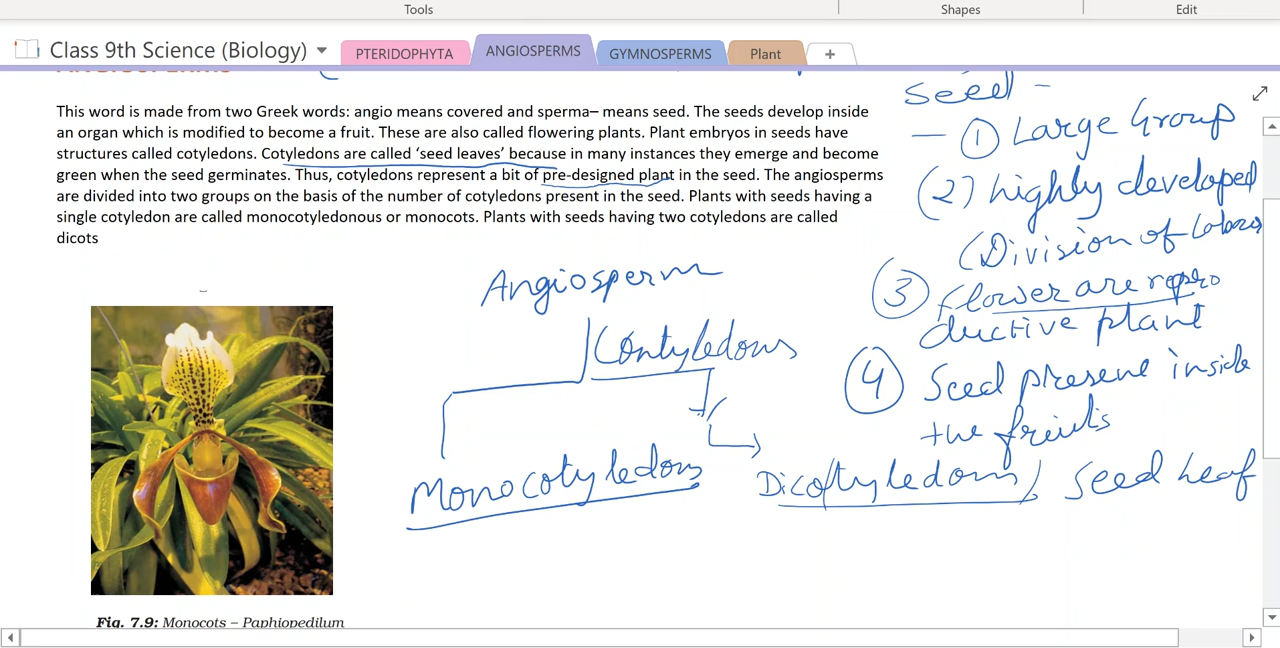 Tools
Shapes
Edit
Class 9th Science (Biology)
PTERIDOPHYTA
ANGIOSPERMS
GYMNOSPERMS
Plant
+
This word is made from two Greek words: angio means covered and sperma– means seed. The seeds develop inside
an organ which is modified to become a fruit. These are also called flowering plants. Plant embryos in seeds have
structures called cotyledons. Cotyledons are called ‘seed leaves’ because in many instances they emerge and become
green when the seed germinates. Thus, cotyledons represent a bit of pre-designed plant in the seed. The angiosperms
are divided into two groups on the basis of the number of cotyledons present in the seed. Plants with seeds having a
single cotyledon are called monocotyledonous or monocots. Plants with seeds having two cotyledons are called
dicots
Seed -
- ① Large Group
(2) highly developed
(Division of Labor
③ flower are repro
ductive plant
④ Seed present inside
the fruits
Angiosperm
Contyledons
Monocotyledons
Dicotyledons / Seed Leaf
Fig. 7.9: Monocots – Paphiopedilum